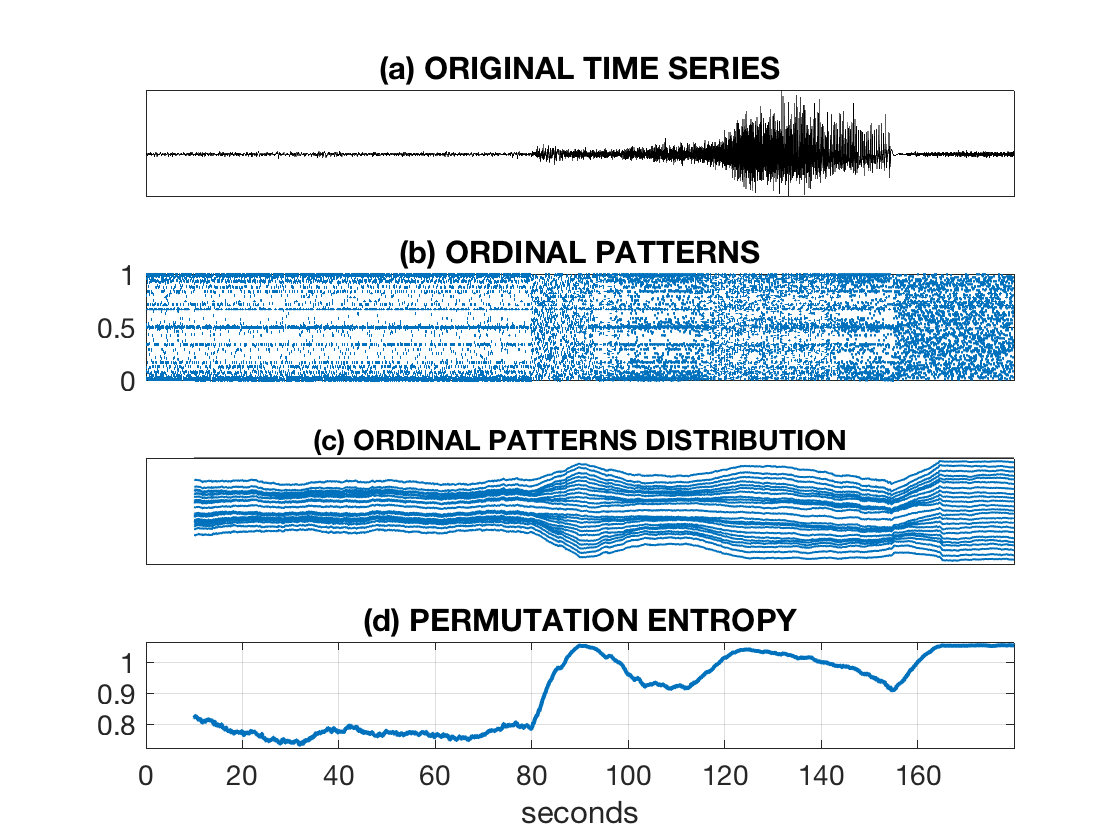 (a) ORIGINAL TIME SERIES
(b) ORDINAL PATTERNS
1
0.5
0
(c) ORDINAL PATTERNS DISTRIBUTION
(d) PERMUTATION ENTROPY
1
0.9
0.8
0 20 40 60 80 100 120 140 160
seconds